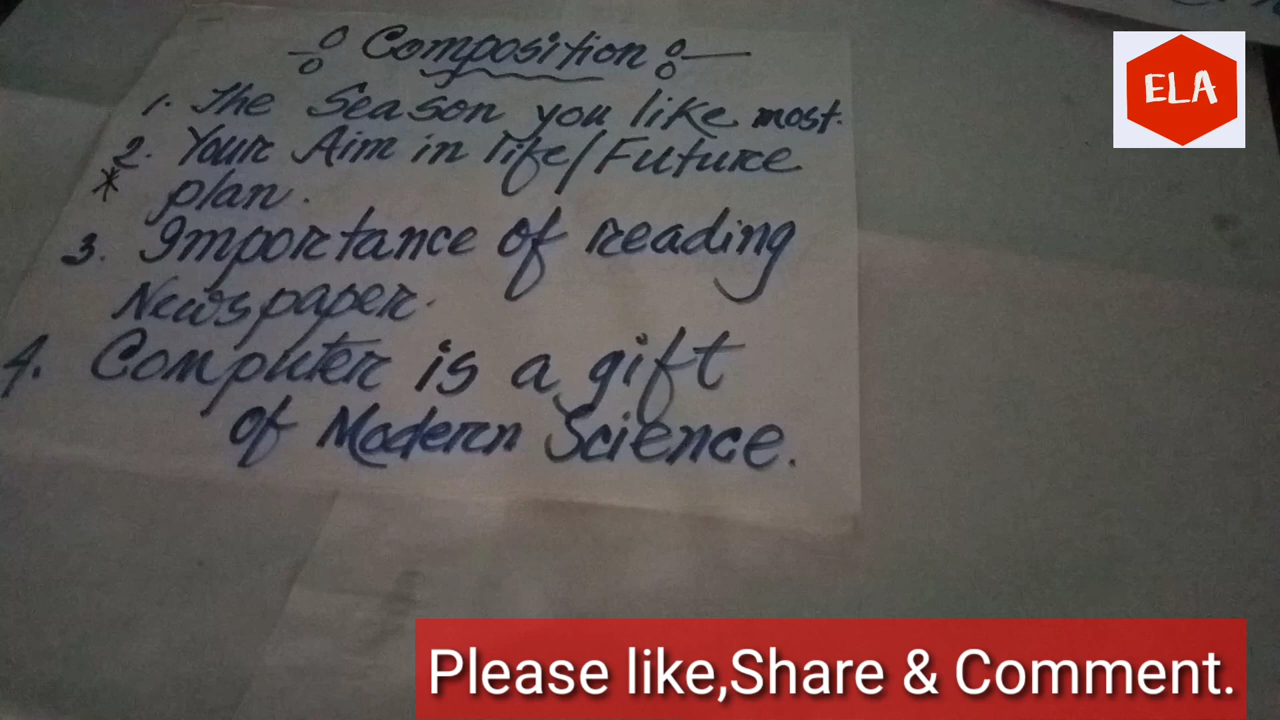 Composition
1. The Season you like most.
2. Your Aim in life/Future
* plan.
3. Importance of reading
Newspaper.
4. Computer is a gift
of Modern Science.
ELA
Please like,Share & Comment.